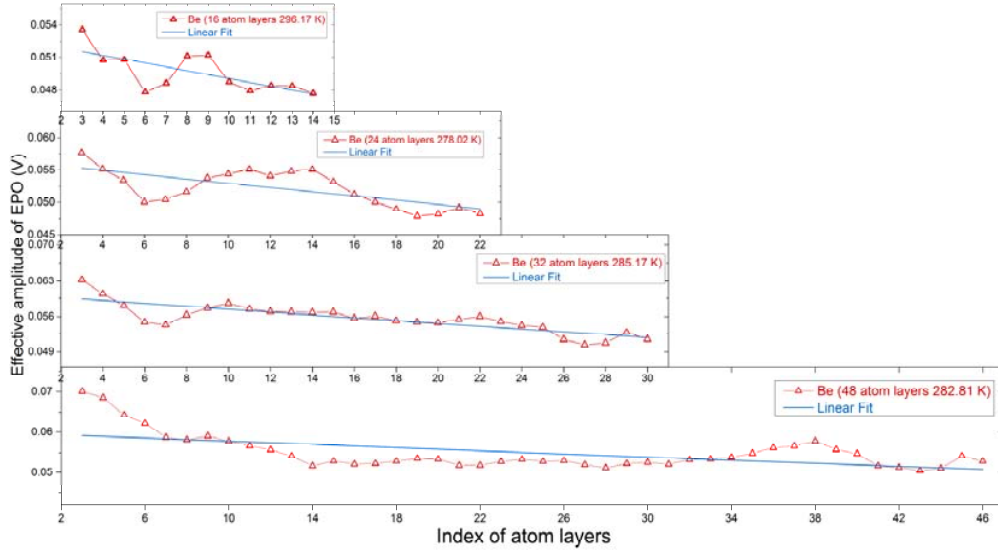 0.054
0.051
0.048
Be (16 atom layers 296.17 K)
Linear Fit
2 3 4 5 6 7 8 9 10 11 12 13 14 15
0.060
0.055
0.050
0.045
Be (24 atom layers 278.02 K)
Linear Fit
2 4 6 8 10 12 14 16 18 20 22
0.070
0.063
0.056
0.049
Be (32 atom layers 285.17 K)
Linear Fit
2 4 6 8 10 12 14 16 18 20 22 24 26 28 30
0.07
0.06
0.05
Be (48 atom layers 282.81 K)
Linear Fit
2 6 10 14 18 22 26 30 34 38 42 46
Effective amplitude of EPO (V)
Index of atom layers